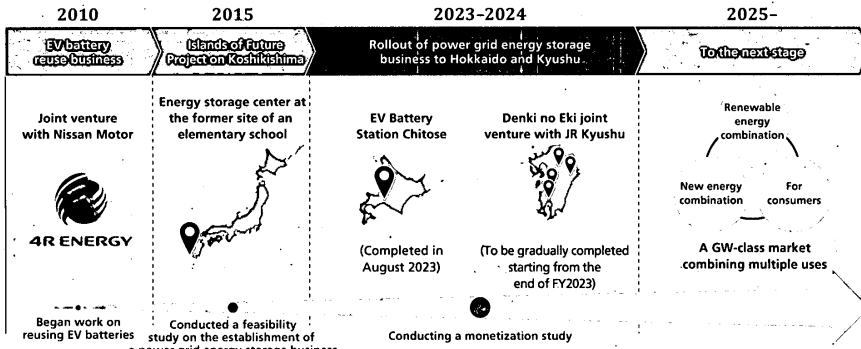 2010
2015
2023–2024
2025–
EV battery
reuse business
Islands of Future
Project on Koshikishima
Rollout of power grid energy storage
business to Hokkaido and Kyushu
To the next stage
Joint venture
with Nissan Motor
4R ENERGY
Energy storage center at
the former site of an
elementary school
EV Battery
Station Chitose
(Completed in
August 2023)
Denki no Eki joint
venture with JR Kyushu
(To be gradually completed
starting from the
end of FY2023)
Renewable
energy
combination
New energy
combination
For
consumers
A GW-class market
combining multiple uses
Began work on
reusing EV batteries
Conducted a feasibility
study on the establishment of
a power grid energy storage business
Conducting a monetization study